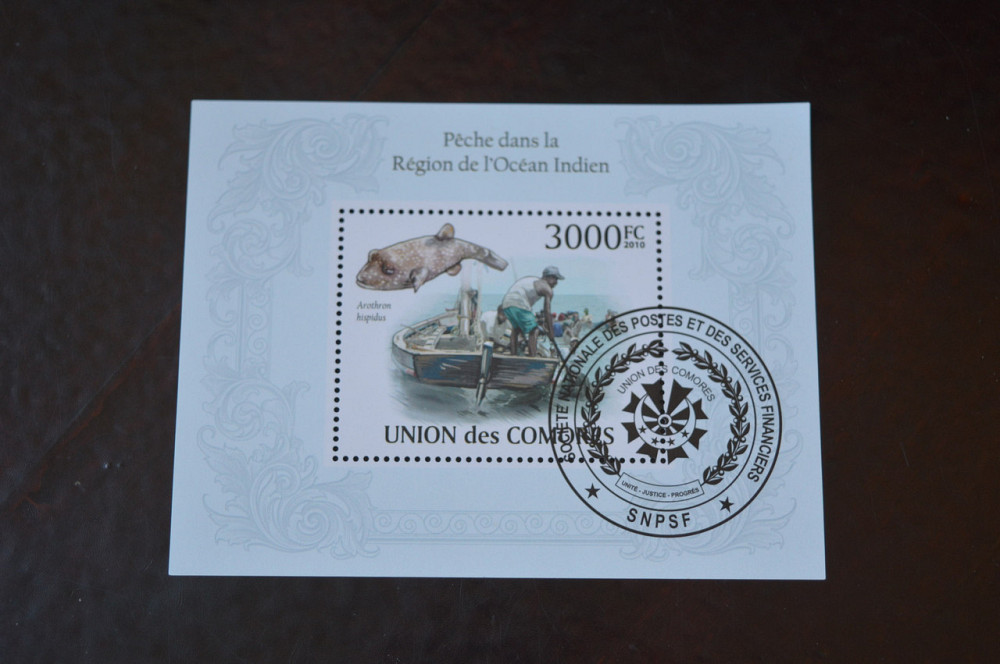 Pêche dans la
Région de l'Océan Indien
3000FC
2010
Arothron
hispidus
UNION des COMORES
SOCIETE NATIONALE DES POSTES ET DES SERVICES FINANCIERS
UNION DES COMORES
UNITÉ - JUSTICE - PROGRÈS
SNPSF